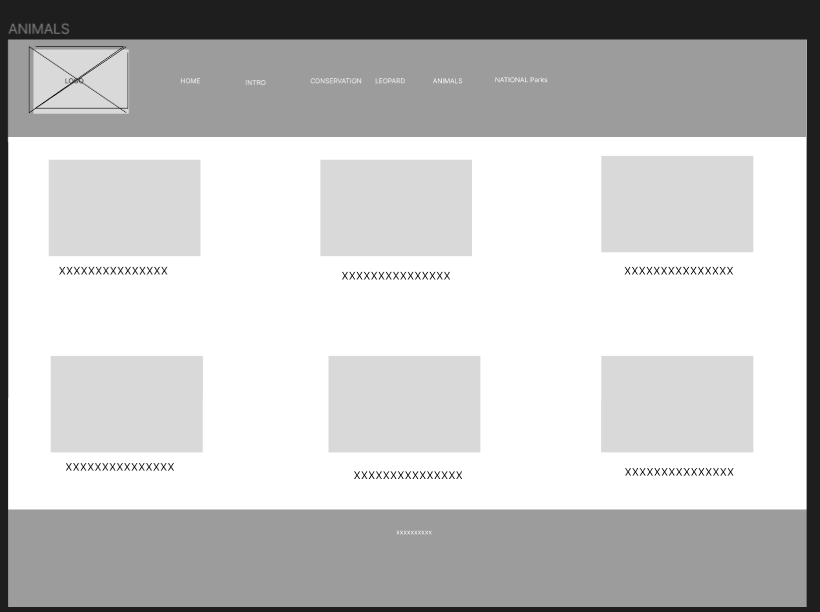 ANIMALS
LOGO
HOME INTRO CONSERVATION LEOPARD ANIMALS NATIONAL Parks
XXXXXXXXXXXXXXX XXXXXXXXXXXXXXX XXXXXXXXXXXXXXX
XXXXXXXXXXXXXXX XXXXXXXXXXXXXXX XXXXXXXXXXXXXXX
xxxxxxxxxx